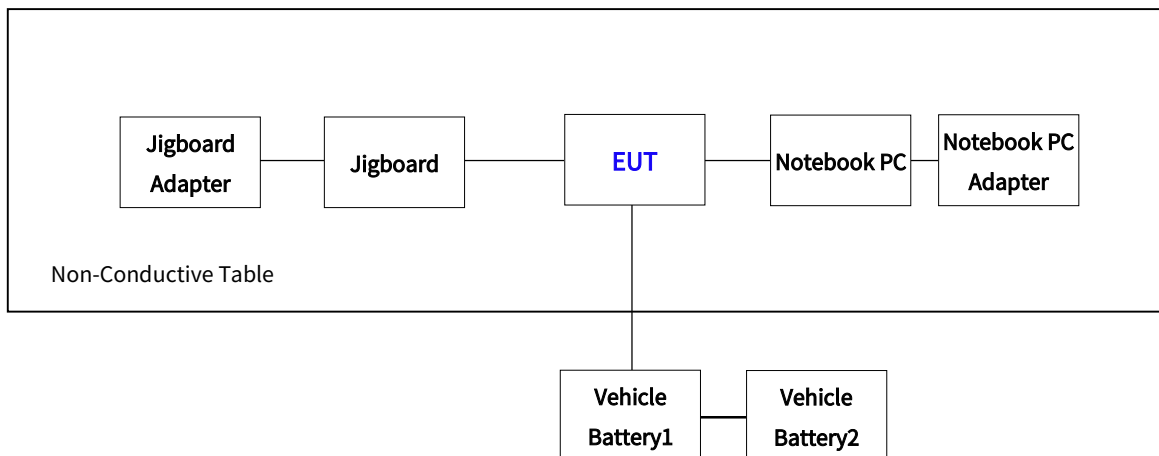 Jigboard
Adapter
Jigboard
EUT
Notebook PC
Notebook PC
Adapter
Non-Conductive Table
Vehicle
Battery1
Vehicle
Battery2